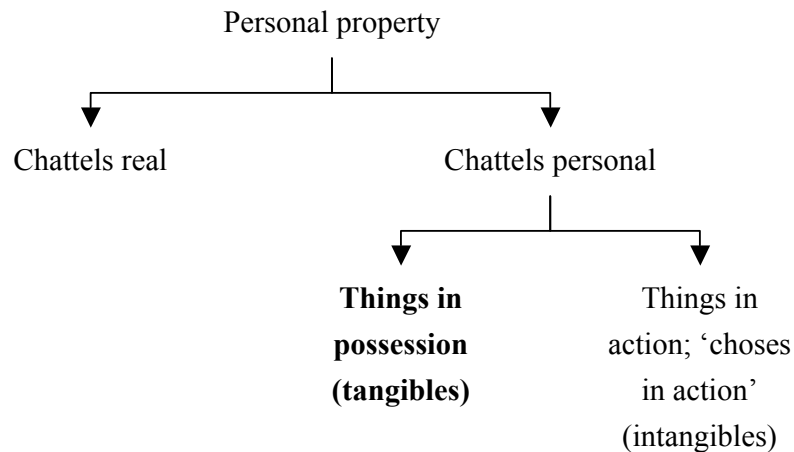 Personal property
Chattels real
Chattels personal
Things in
possession
(tangibles)
Things in
action; ‘choses
in action’
(intangibles)